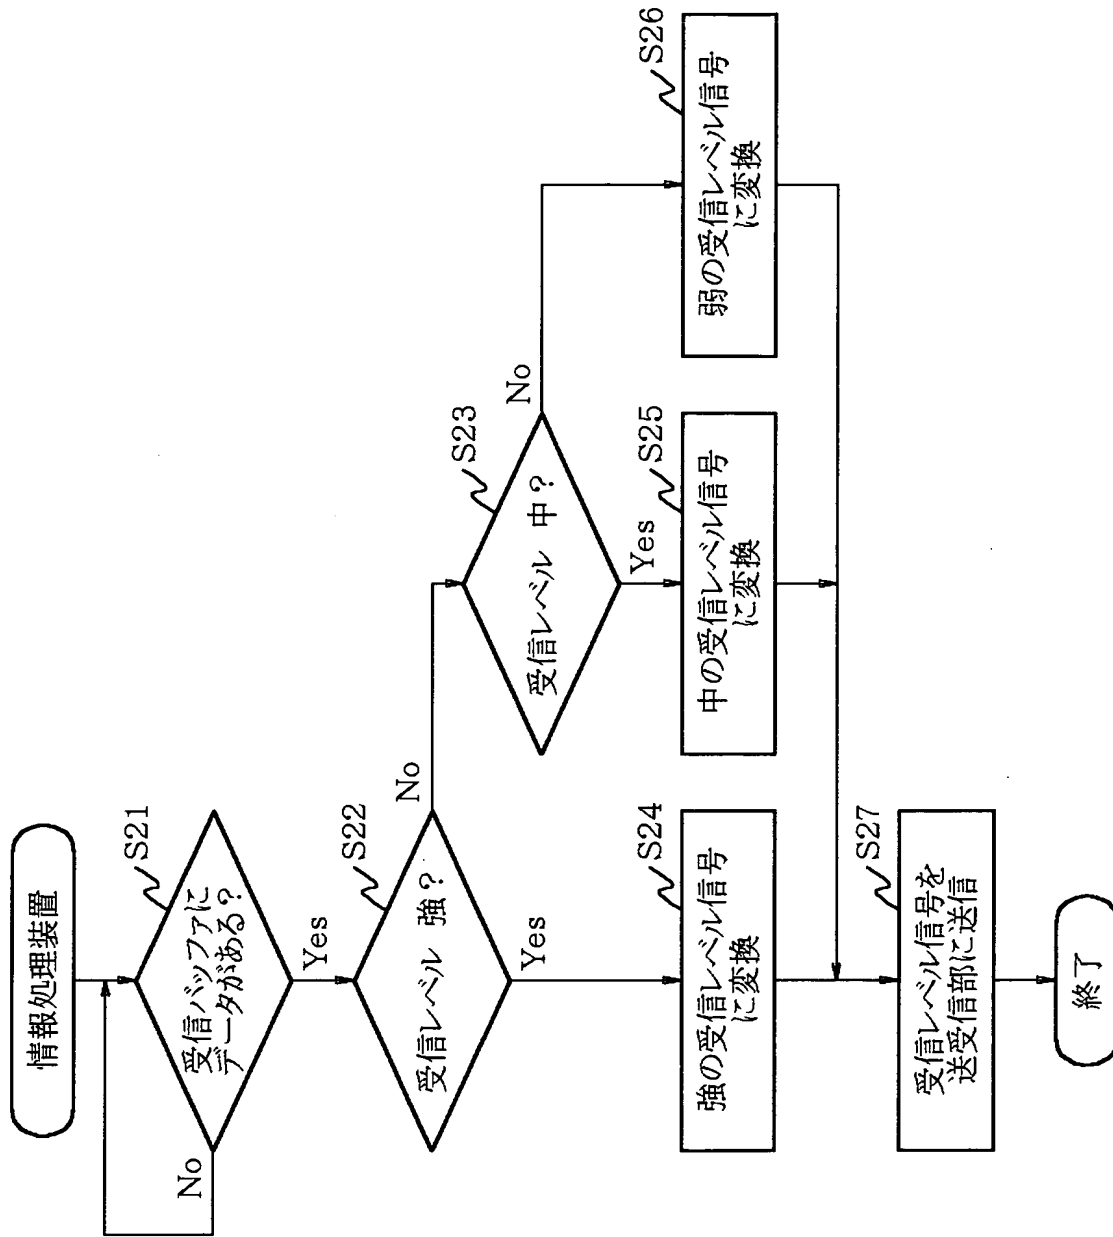 情報処理装置
S21
受信バッファに
データがある?
No
Yes
S22
受信レベル 強?
No
Yes
S23
受信レベル 中?
No
Yes
S24
強の受信レベル信号
に変換
S25
中の受信レベル信号
に変換
S26
弱の受信レベル信号
に変換
S27
受信レベル信号を
送受信部に送信
終了